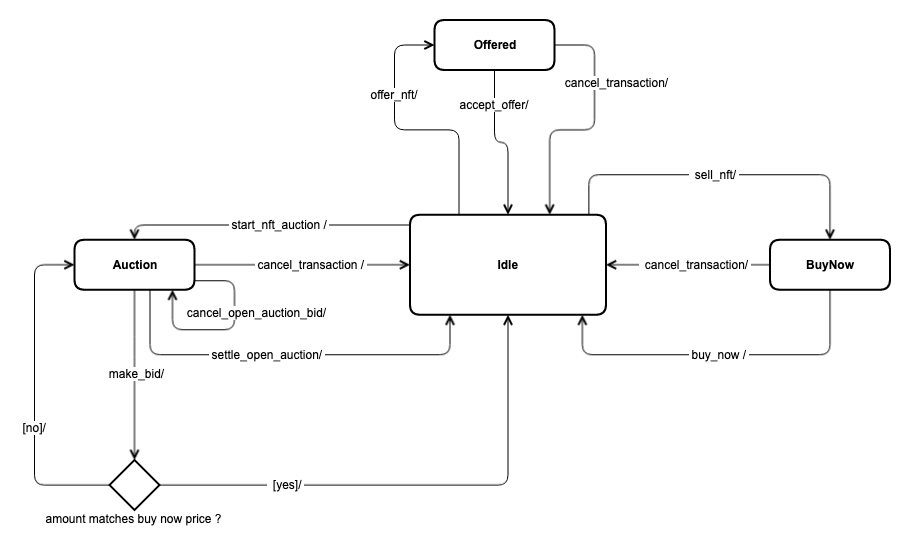 Offered
offer_nft/
accept_offer/
cancel_transaction/
sell_nft/
start_nft_auction /
Auction
cancel_transaction /
Idle
cancel_transaction/
BuyNow
cancel_open_auction_bid/
settle_open_auction/
buy_now /
make_bid/
[no]/
[yes]/
amount matches buy now price ?